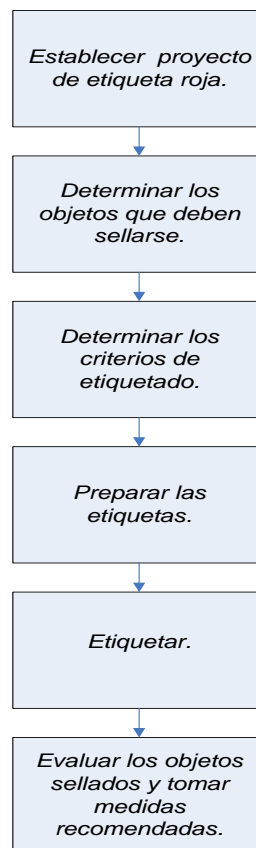 Establecer proyecto
de etiqueta roja.
Determinar los
objetos que deben
sellarse.
Determinar los
criterios de
etiquetado.
Preparar las
etiquetas.
Etiquetar.
Evaluar los objetos
sellados y tomar
medidas
recomendadas.